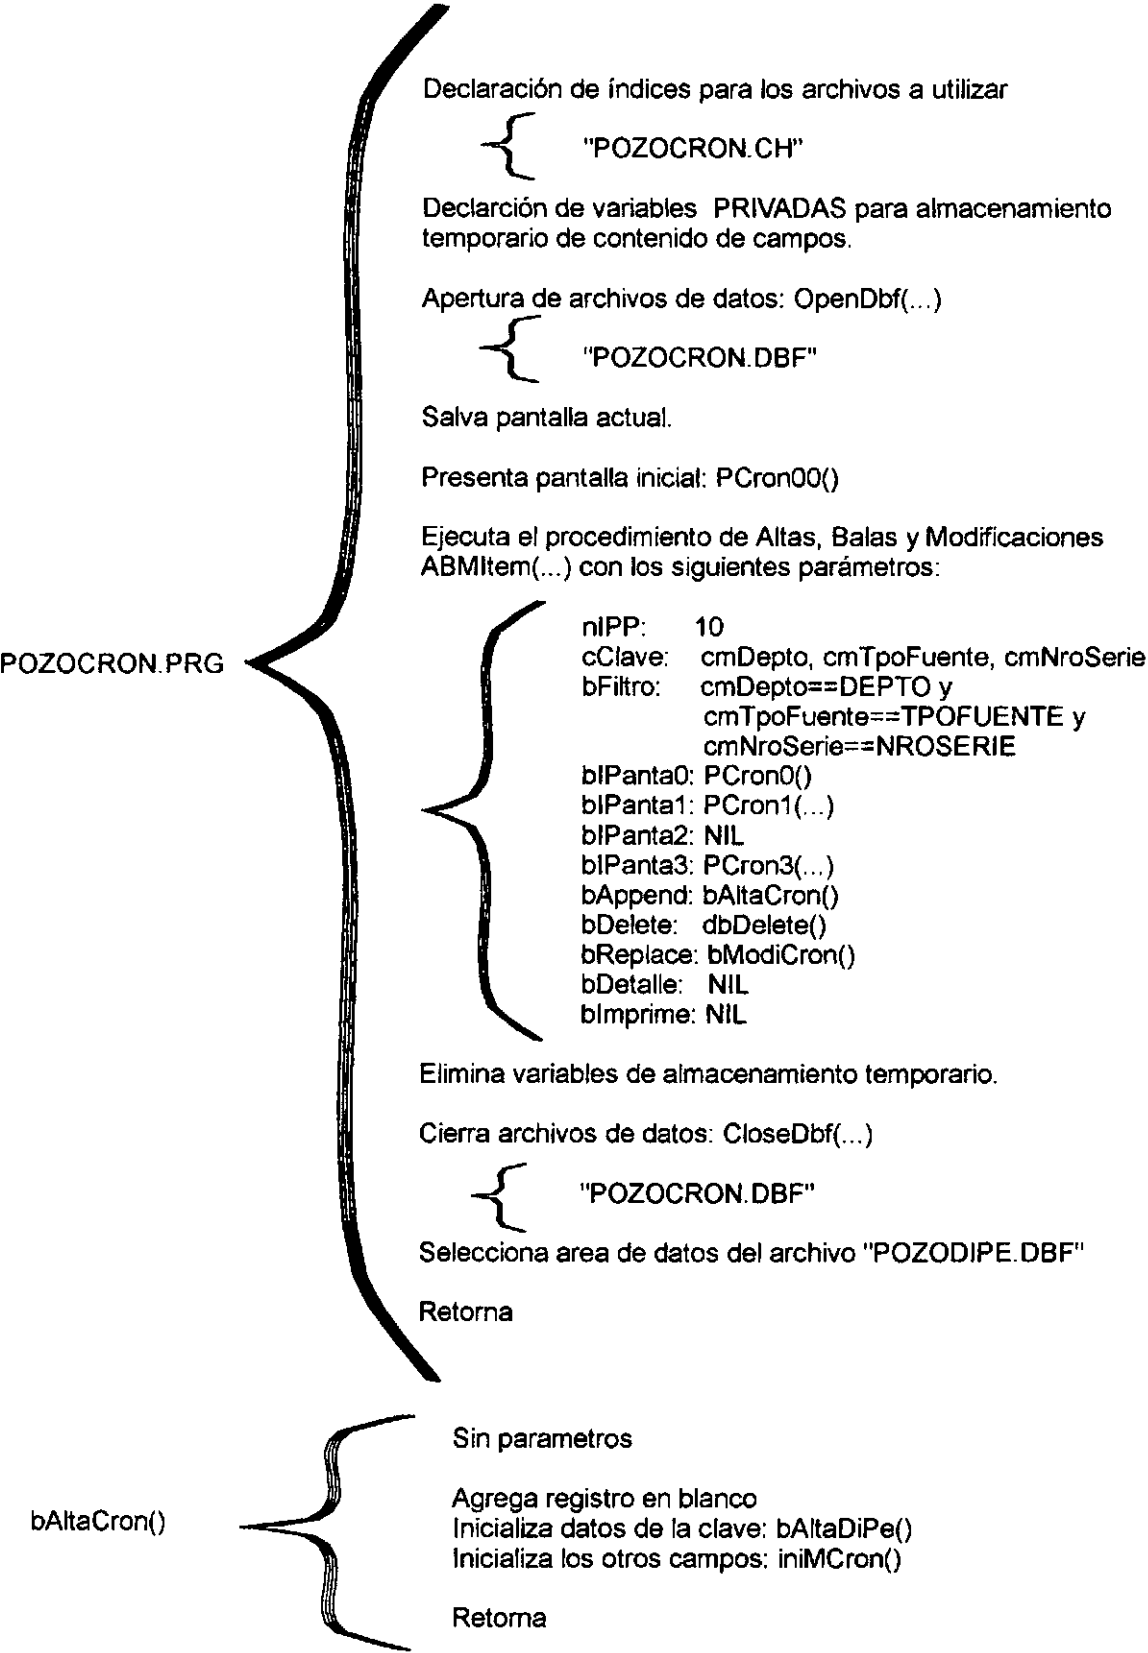 Declaración de índices para los archivos a utilizar
"POZOCRON.CH"
Declarción de variables PRIVADAS para almacenamiento
temporario de contenido de campos.
Apertura de archivos de datos: OpenDbf(...)
"POZOCRON.DBF"
Salva pantalla actual.
Presenta pantalla inicial: PCron00()
Ejecuta el procedimiento de Altas, Balas y Modificaciones
ABMItem(...) con los siguientes parámetros:
POZOCRON.PRG
nIPP: 10
cClave: cmDepto, cmTpoFuente, cmNroSerie
bFiltro: cmDepto==DEPTO y
cmTpoFuente==TPOFUENTE y
cmNroSerie==NROSERIE
bIPanta0: PCron0()
bIPanta1: PCron1(...)
bIPanta2: NIL
bIPanta3: PCron3(...)
bAppend: bAltaCron()
bDelete: dbDelete()
bReplace: bModiCron()
bDetalle: NIL
bImprime: NIL
Elimina variables de almacenamiento temporario.
Cierra archivos de datos: CloseDbf(...)
"POZOCRON.DBF"
Selecciona area de datos del archivo "POZODIPE.DBF"
Retorna
bAltaCron()
Sin parametros
Agrega registro en blanco
Inicializa datos de la clave: bAltaDiPe()
Inicializa los otros campos: iniMCron()
Retorna